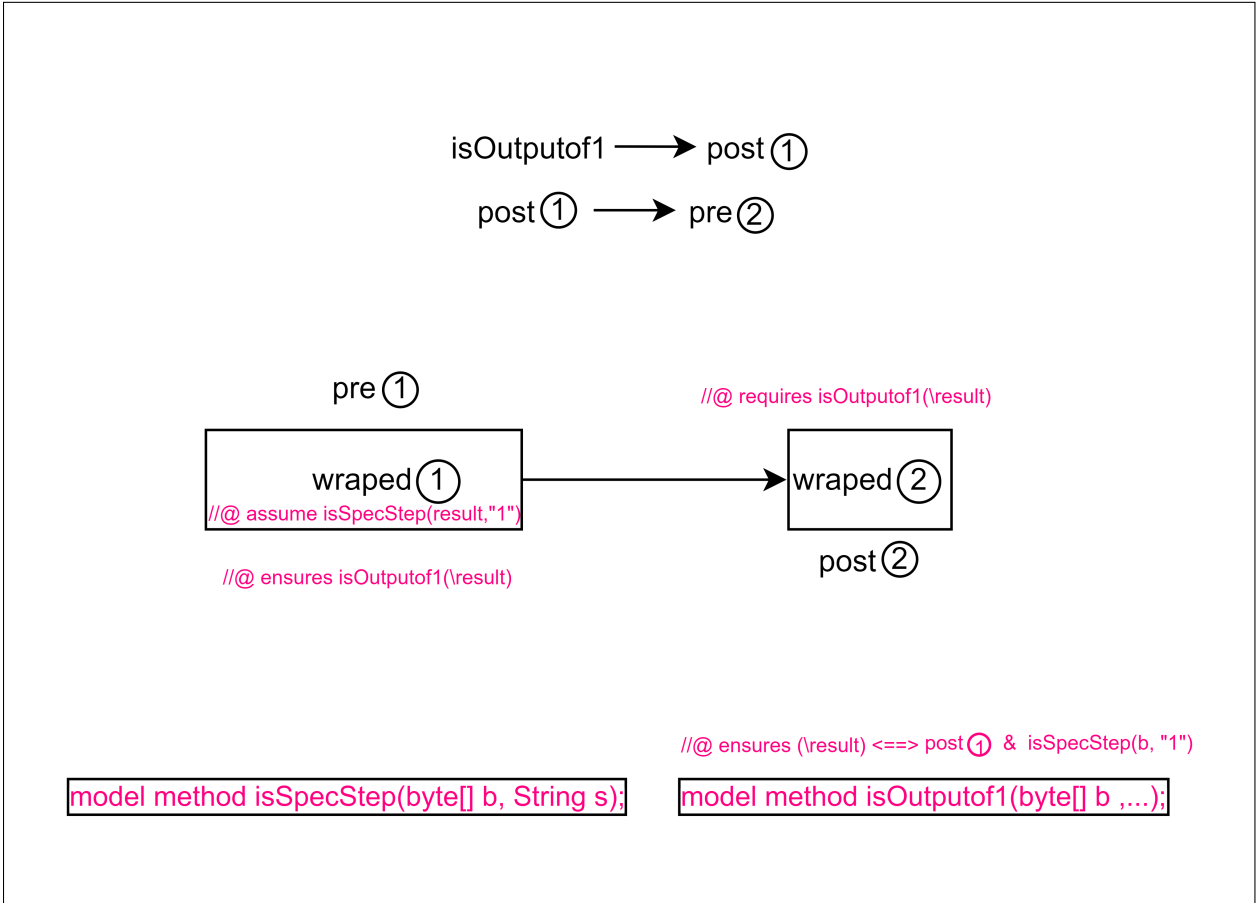 isOutputof1 post 1
post 1 pre 2
pre 1
//@ requires isOutputof1(\result)
wraped 1
wraped 2
//@ assume isSpecStep(result,"1")
post 2
//@ ensures isOutputof1(\result)
//@ ensures (\result) <==> post 1 & isSpecStep(b, "1")
model method isSpecStep(byte[] b, String s);
model method isOutputof1(byte[] b ,...);